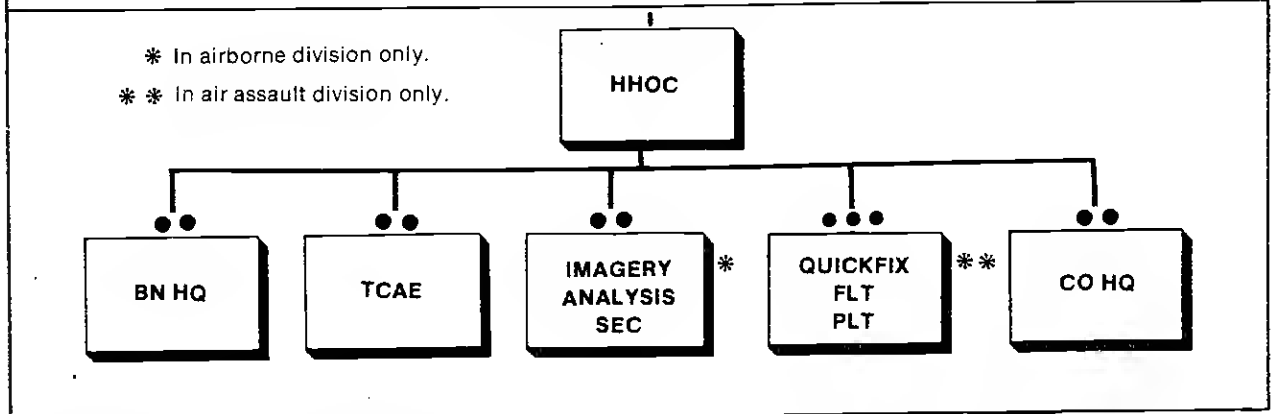 * In airborne division only.
* * In air assault division only.
HHOC
BN HQ
TCAE
IMAGERY
ANALYSIS
SEC
*
QUICKFIX
FLT
PLT
* *
CO HQ